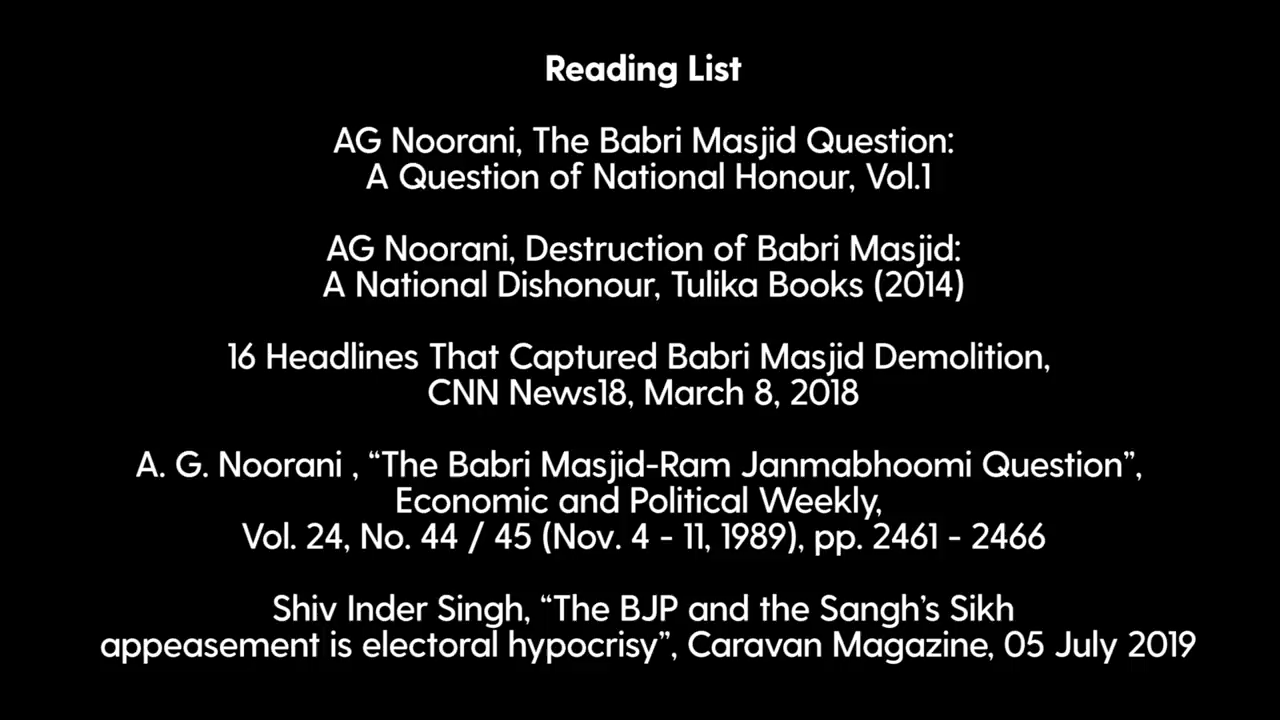 Reading List
AG Noorani, The Babri Masjid Question:
A Question of National Honour, Vol.1
AG Noorani, Destruction of Babri Masjid:
A National Dishonour, Tulika Books (2014)
16 Headlines That Captured Babri Masjid Demolition,
CNN News18, March 8, 2018
A. G. Noorani , “The Babri Masjid-Ram Janmabhoomi Question”,
Economic and Political Weekly,
Vol. 24, No. 44 / 45 (Nov. 4 - 11, 1989), pp. 2461 - 2466
Shiv Inder Singh, “The BJP and the Sangh’s Sikh
appeasement is electoral hypocrisy”, Caravan Magazine, 05 July 2019